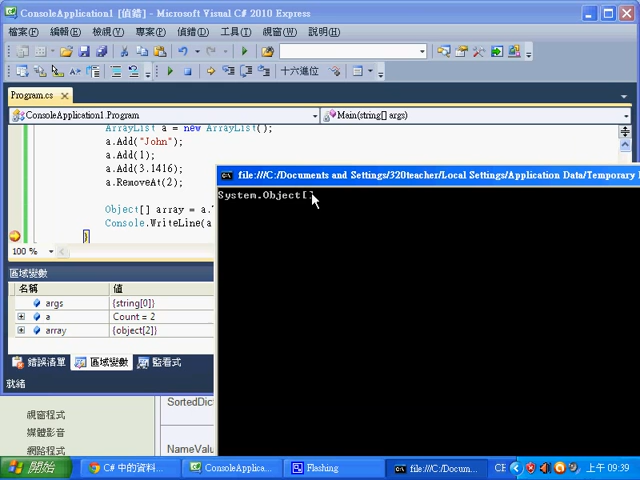 ConsoleApplication1 [偵錯] - Microsoft Visual C# 2010 Express
檔案(F) 編輯(E) 檢視(V) 專案(P) 偵錯(D) 工具(T) 視窗(W) 說明(H)
十六進位
Program.cs
ConsoleApplication1.Program
Main(string[] args)
ArrayList a = new ArrayList();
a.Add("John");
a.Add(1);
a.Add(3.1416);
a.RemoveAt(2);
Object[] array = a.
Console.WriteLine(a
}
100 %
file:///C:/Documents and Settings/320teacher/Local Settings/Application Data/Temporary
System.Object[]
區域變數
名稱 值
args {string[0]}
a Count = 2
array {object[2]}
錯誤清單 區域變數 監看式
就緒
視窗程式
媒體影音
網路程式
SortedDic
NameValu
開始 C# 中的資料... ConsoleApplica... Flashing file:///C:/Docum... CH 上午 09:39